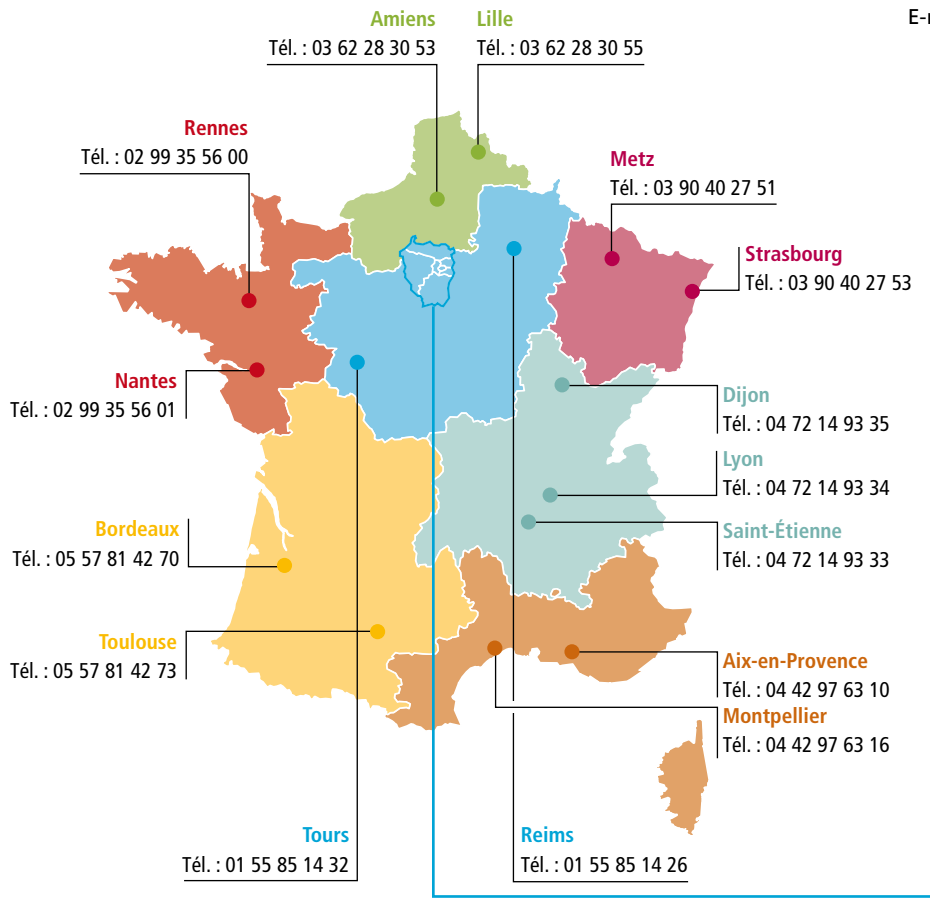 E-
Amiens
Tél. : 03 62 28 30 53
Lille
Tél. : 03 62 28 30 55
Rennes
Tél. : 02 99 35 56 00
Metz
Tél. : 03 90 40 27 51
Strasbourg
Tél. : 03 90 40 27 53
Nantes
Tél. : 02 99 35 56 01
Dijon
Tél. : 04 72 14 93 35
Lyon
Tél. : 04 72 14 93 34
Bordeaux
Tél. : 05 57 81 42 70
Saint-Étienne
Tél. : 04 72 14 93 33
Toulouse
Tél. : 05 57 81 42 73
Aix-en-Provence
Tél. : 04 42 97 63 10
Montpellier
Tél. : 04 42 97 63 16
Tours
Tél. : 01 55 85 14 32
Reims
Tél. : 01 55 85 14 26